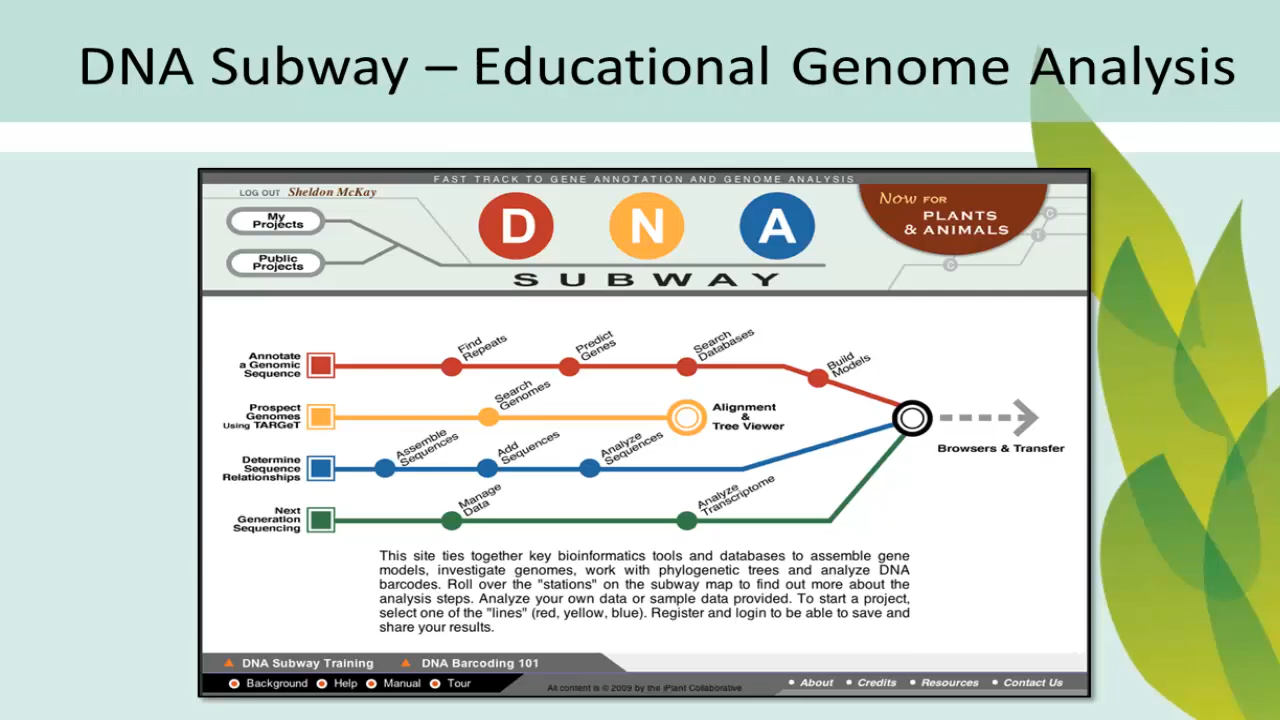 DNA Subway – Educational Genome Analysis
FAST TRACK TO GENE ANNOTATION AND GENOME ANALYSIS
LOG OUT Sheldon McKay
My
Projects
Public
Projects
D N A
SUBWAY
Now FOR
PLANTS
& ANIMALS
C
T
C
Annotate
a Genomic
Sequence
Find
Repeats
Predict
Genes
Search
Databases
Build
Models
Prospect
Genomes
Using TARGeT
Search
Genomes
Alignment
&
Tree Viewer
Browsers & Transfer
Determine
Sequence
Relationships
Assemble
Sequences
Add
Sequences
Analyze
Sequences
Next
Generation
Sequencing
Manage
Data
Analyze
Transcriptome
This site ties together key bioinformatics tools and databases to assemble gene
models, investigate genomes, work with phylogenetic trees and analyze DNA
barcodes. Roll over the "stations" on the subway map to find out more about the
analysis steps. Analyze your own data or sample data provided. To start a project,
select one of the "lines" (red, yellow, blue). Register and login to be able to save and
share your results.
DNA Subway Training DNA Barcoding 101
Background Help Manual Tour
All content is © 2009 by the iPlant Collaborative
• About • Credits • Resources • Contact Us